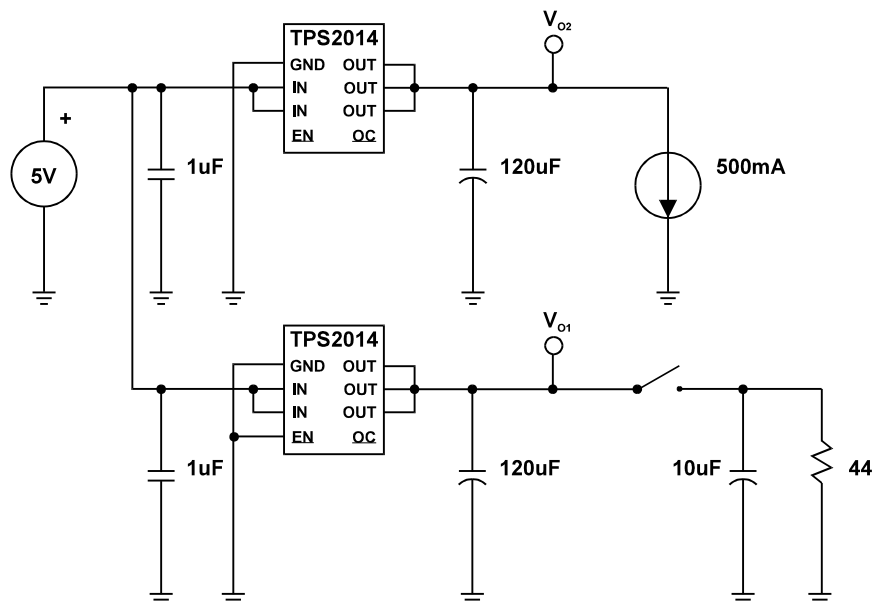 V_O2
TPS2014
GND OUT
IN OUT
IN OUT
EN OC
+
5V
1uF
120uF
500mA
V_O1
TPS2014
GND OUT
IN OUT
IN OUT
EN OC
1uF
120uF
10uF
44